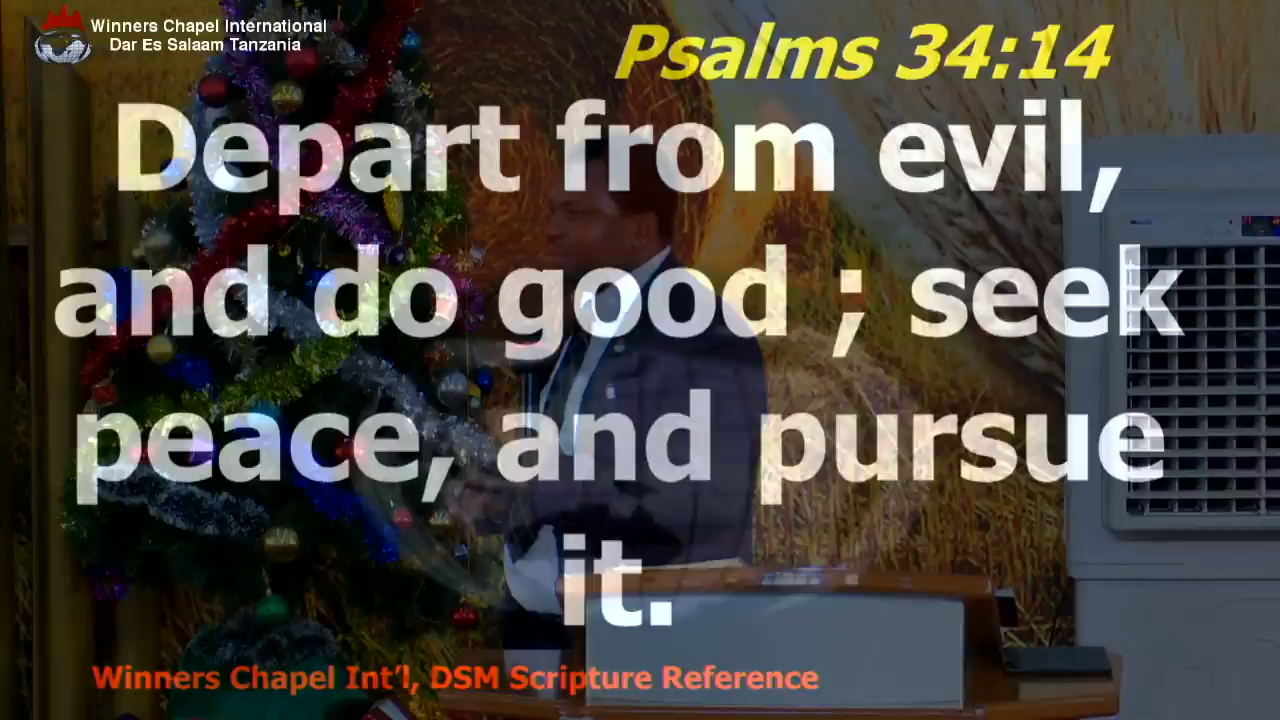 Winners Chapel International
Dar Es Salaam Tanzania
Psalms 34:14
Depart from evil,
and do good ; seek
peace, and pursue
it.
Winners Chapel Int'l, DSM Scripture Reference